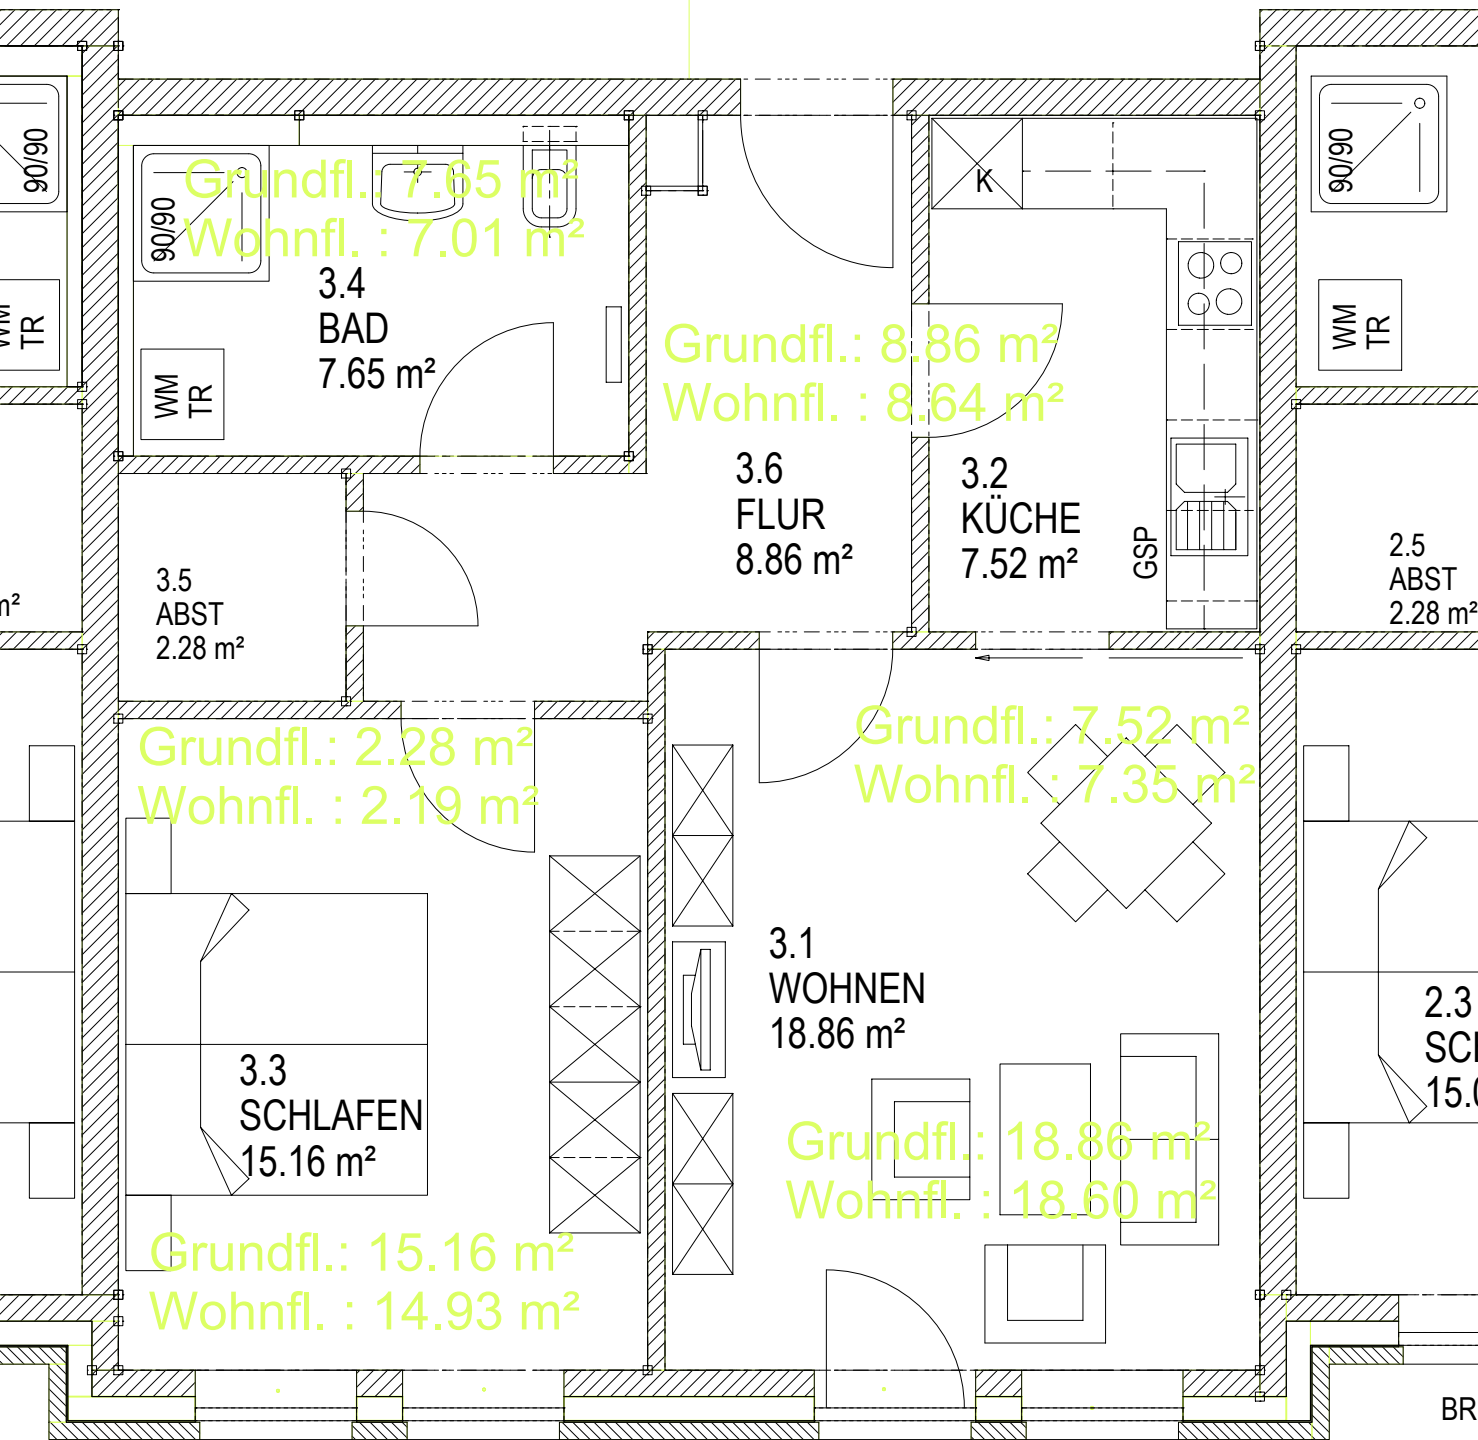 90/90
WM
TR
m²
90/90
Grundfl.: 7.65 m²
Wohnfl. : 7.01 m²
3.4
BAD
7.65 m²
WM
TR
K
90/90
WM
TR
Grundfl.: 8.86 m²
Wohnfl. : 8.64 m²
3.6
FLUR
8.86 m²
3.2
KÜCHE
7.52 m²
GSP
3.5
ABST
2.28 m²
2.5
ABST
2.28 m²
Grundfl.: 2.28 m²
Wohnfl. : 2.19 m²
Grundfl.: 7.52 m²
Wohnfl. : 7.35 m²
3.1
WOHNEN
18.86 m²
3.3
SCHLAFEN
15.16 m²
2.3
Grundfl.: 18.86 m²
Wohnfl. : 18.60 m²
Grundfl.: 15.16 m²
Wohnfl. : 14.93 m²
BR